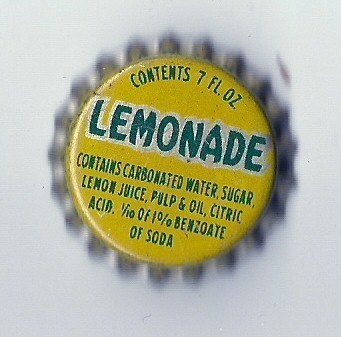 CONTENTS 7 FL. OZ.
LEMONADE
CONTAINS CARBONATED WATER, SUGAR,
LEMON JUICE, PULP & OIL, CITRIC
ACID. 1/10 OF 1% BENZOATE
OF SODA